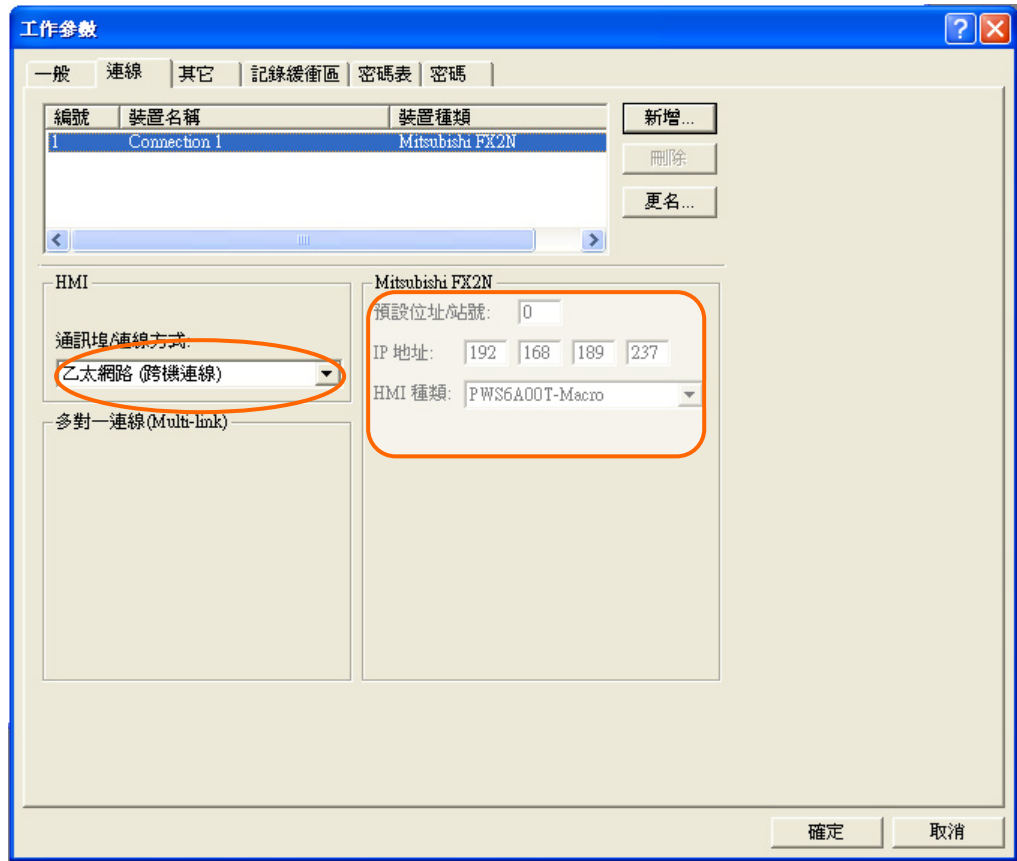 工作參數
一般 連線 其它 記錄緩衝區 密碼表 密碼
編號 裝置名稱 裝置種類
1 Connection 1 Mitsubishi FX2N
新增...
刪除
更名...
HMI
通訊埠/連線方式:
乙太網路 (跨機連線)
多對一連線(Multi-link)
Mitsubishi FX2N
預設位址/站號: 0
IP 地址: 192 168 189 237
HMI 種類: PWS6A00T-Macro
確定 取消